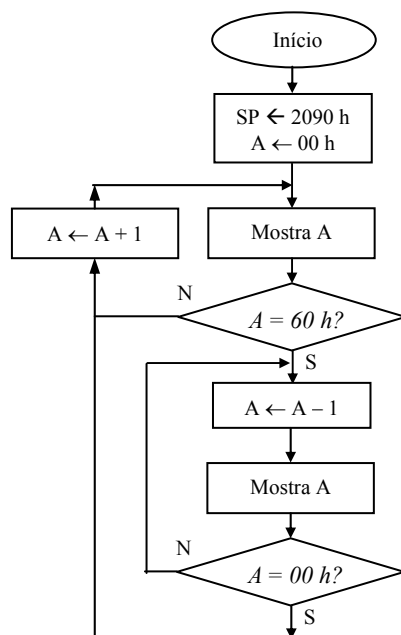 Início
SP ← 2090 h
A ← 00 h
A ← A + 1
Mostra A
N
A = 60 h?
S
A ← A – 1
Mostra A
N
A = 00 h?
S